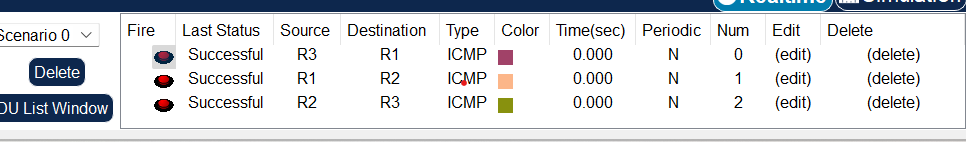 Realtime Simulation
Scenario 0
Delete
DU List Window
Fire Last Status Source Destination Type Color Time(sec) Periodic Num Edit Delete
Successful R3 R1 ICMP 0.000 N 0 (edit) (delete)
Successful R1 R2 ICMP 0.000 N 1 (edit) (delete)
Successful R2 R3 ICMP 0.000 N 2 (edit) (delete)